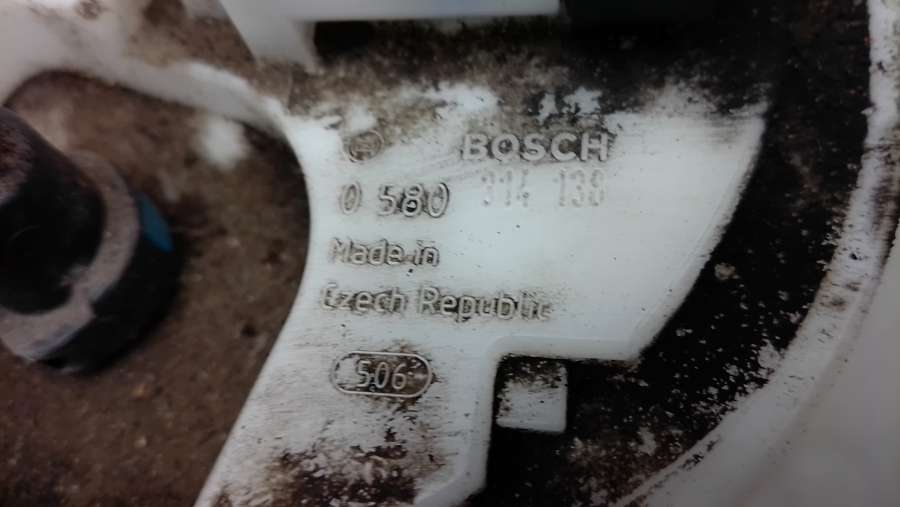 BOSCH
0 580 314 138
Made in
Czech Republic
506